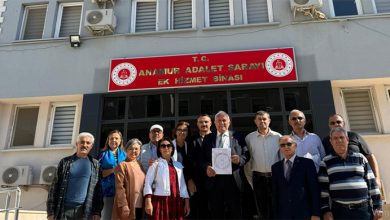 T.C.
ANAMUR ADALET SARAYI
EK HİZMET BİNASI